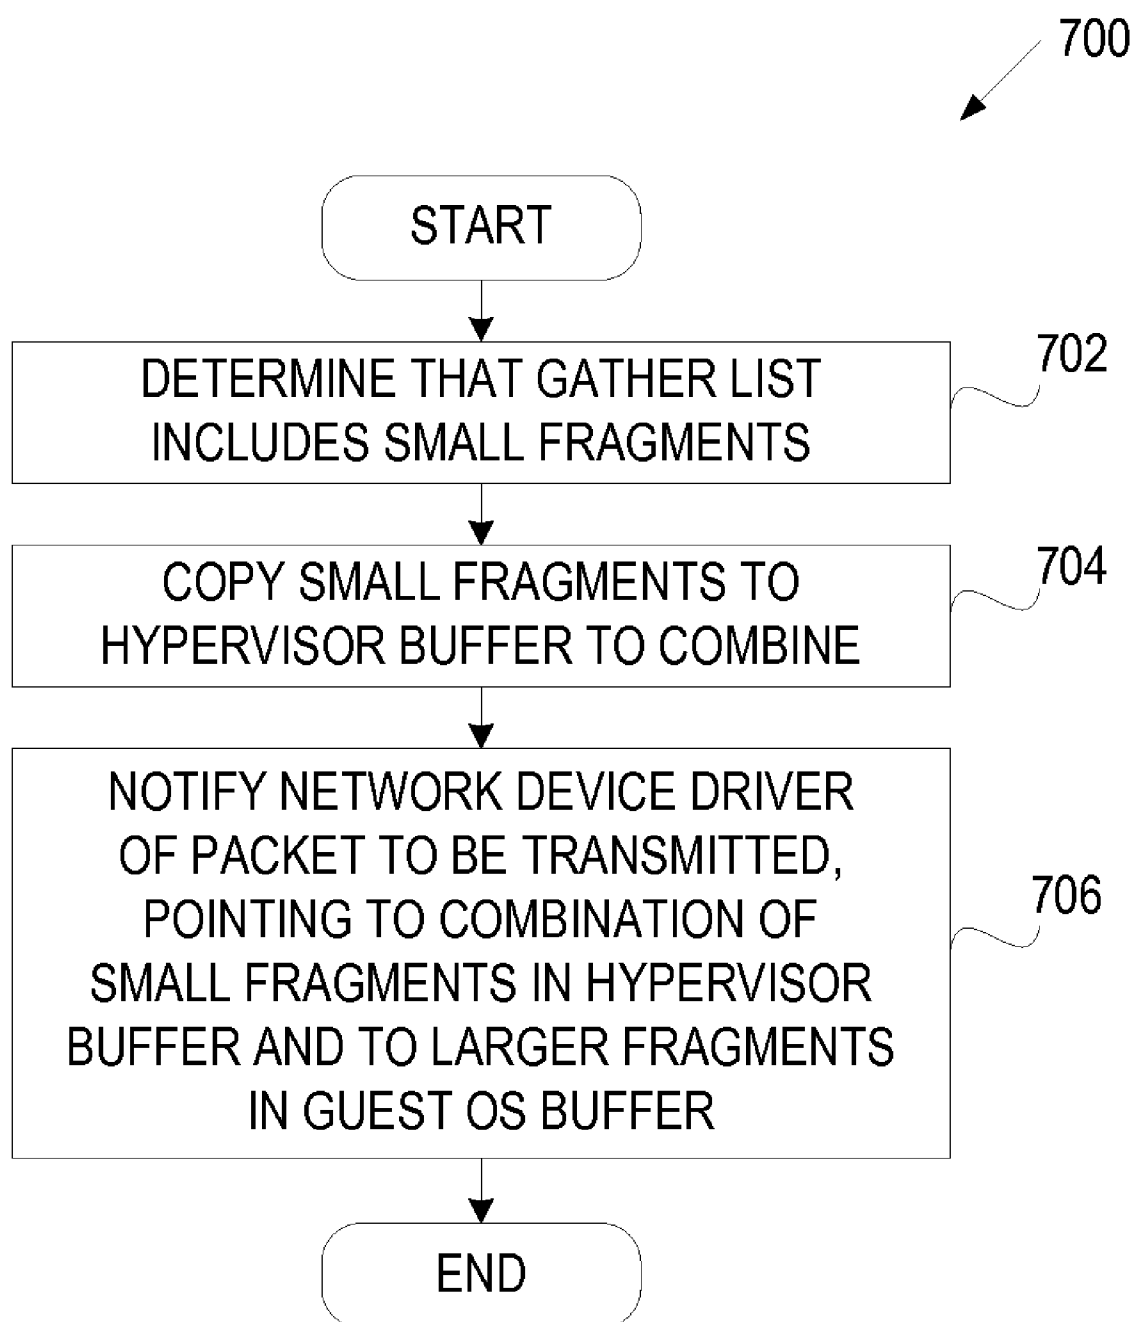 700
START
DETERMINE THAT GATHER LIST
INCLUDES SMALL FRAGMENTS
702
COPY SMALL FRAGMENTS TO
HYPERVISOR BUFFER TO COMBINE
704
NOTIFY NETWORK DEVICE DRIVER
OF PACKET TO BE TRANSMITTED,
POINTING TO COMBINATION OF
SMALL FRAGMENTS IN HYPERVISOR
BUFFER AND TO LARGER FRAGMENTS
IN GUEST OS BUFFER
706
END